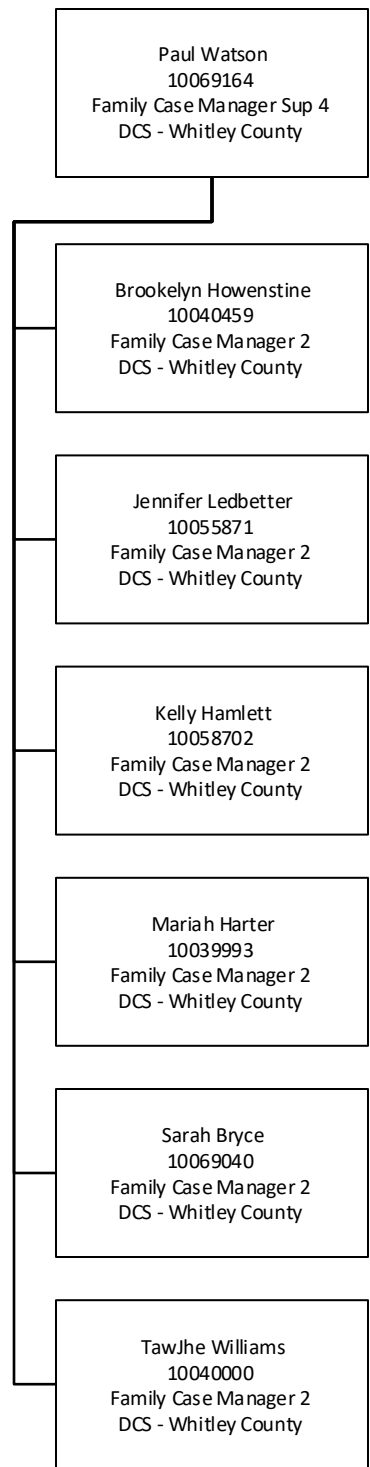 Paul Watson
10069164
Family Case Manager Sup 4
DCS - Whitley County
Brookelyn Howenstine
10040459
Family Case Manager 2
DCS - Whitley County
Jennifer Ledbetter
10055871
Family Case Manager 2
DCS - Whitley County
Kelly Hamlett
10058702
Family Case Manager 2
DCS - Whitley County
Mariah Harter
10039993
Family Case Manager 2
DCS - Whitley County
Sarah Bryce
10069040
Family Case Manager 2
DCS - Whitley County
TawJhe Williams
10040000
Family Case Manager 2
DCS - Whitley County